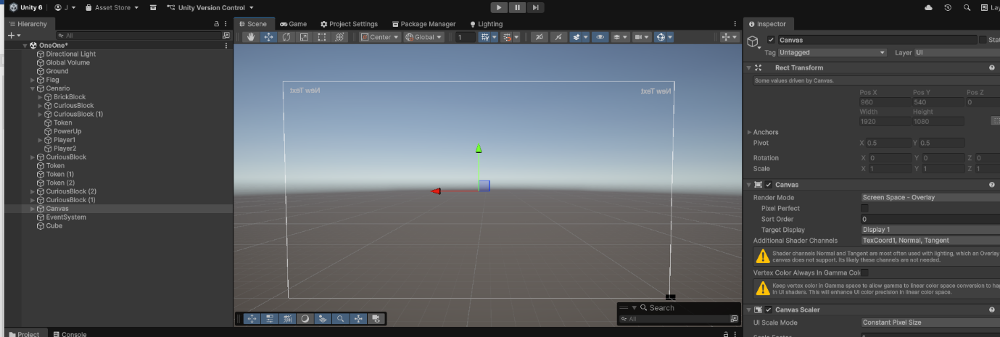 Unity 6 J Asset Store Unity Version Control Lay
Hierarchy Scene Game Project Settings Package Manager Lighting Inspector
All Center Global 1 Canvas Stat
Tag Untagged Layer UI
OneOne*
Directional Light
Global Volume
Ground
Flag
Cenario
BrickBlock
CuriousBlock
CuriousBlock (1)
Token
PowerUp
Player1
Player2
CuriousBlock
Token
Token (1)
Token (2)
CuriousBlock (2)
CuriousBlock (1)
Canvas
EventSystem
Cube
New Text New Text
Search
All
Rect Transform
Some values driven by Canvas.
Pos X Pos Y Pos Z
960 540 0
Width Height
1920 1080
Anchors
Pivot X 0.5 Y 0.5
Rotation X 0 Y 0 Z 0
Scale X 1 Y 1 Z 1
Canvas
Render Mode Screen Space - Overlay
Pixel Perfect
Sort Order 0
Target Display Display 1
Additional Shader Channels TexCoord1, Normal, Tangent
Shader channels Normal and Tangent are most often used with lighting, which an Overlay
canvas does not support. Its likely these channels are not needed.
Vertex Color Always In Gamma Col
Keep vertex color in Gamma space to allow gamma to linear color space conversion to hap
in UI shaders. This will enhance UI color precision in linear color space.
Canvas Scaler
UI Scale Mode Constant Pixel Size
Project Console